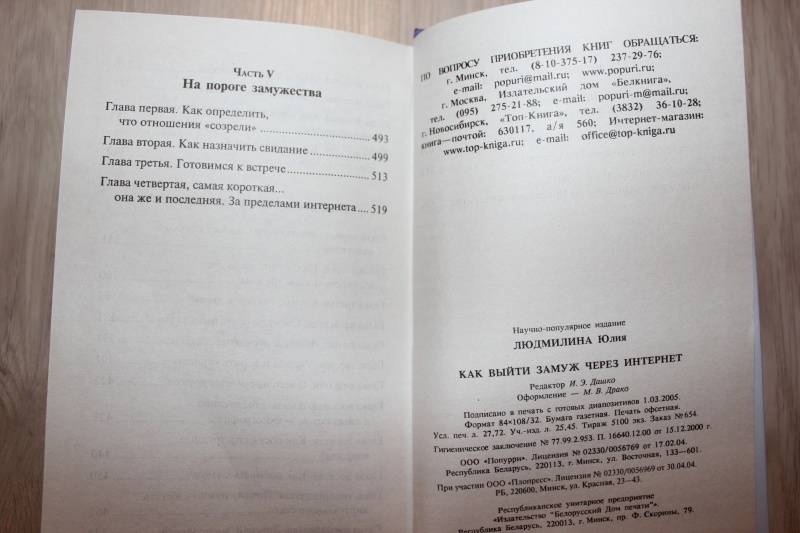 Часть V
На пороге замужества
Глава первая. Как определить,
что отношения «созрели» 493
Глава вторая. Как назначить свидание 499
Глава третья. Готовимся к встрече 513
Глава четвертая, самая короткая...
она же и последняя. За пределами интернета .... 519
ПО ВОПРОСУ ПРИОБРЕТЕНИЯ КНИГ ОБРАЩАТЬСЯ:
г. Минск, тел. (8-10-375-17) 237-29-76;
e-mail: popuri@mail.ru; www.popuri.ru;
г. Москва, Издательский дом «Белкнига»,
тел. (095) 275-21-88; e-mail: popuri-m@mail.ru;
г. Новосибирск, «Топ-Книга», тел. (3832) 36-10-28;
книга—почтой: 630117, а/я 560; Интернет-магазин:
www.top-kniga.ru; e-mail: office@top-kniga.ru
Научно-популярное издание
ЛЮДМИЛИНА Юлия
КАК ВЫЙТИ ЗАМУЖ ЧЕРЕЗ ИНТЕРНЕТ
Редактор И. Э. Дашко
Оформление — М. В. Драко
Подписано в печать с готовых диапозитивов 1.03.2005.
Формат 84×108/32. Бумага газетная. Печать офсетная.
Усл. печ. л. 27,72. Уч.-изд. л. 25,45. Тираж 5100 экз. Заказ № 654.
Гигиеническое заключение № 77.99.2.953. П. 16640.12.00 от 15.12.2000 г.
ООО «Попурри». Лицензия № 02330/0056769 от 17.02.04.
Республика Беларусь, 220113, г. Минск, ул. Восточная, 133—601.
При участии ООО «Плопресс». Лицензия № 02330/0056969 от 30.04.04.
РБ, 220600, Минск, ул. Красная, 23—43.
Республиканское унитарное предприятие
«Издательство "Белорусский Дом печати"».
Республика Беларусь, 220013, г. Минск, пр. Ф. Скорины, 79.